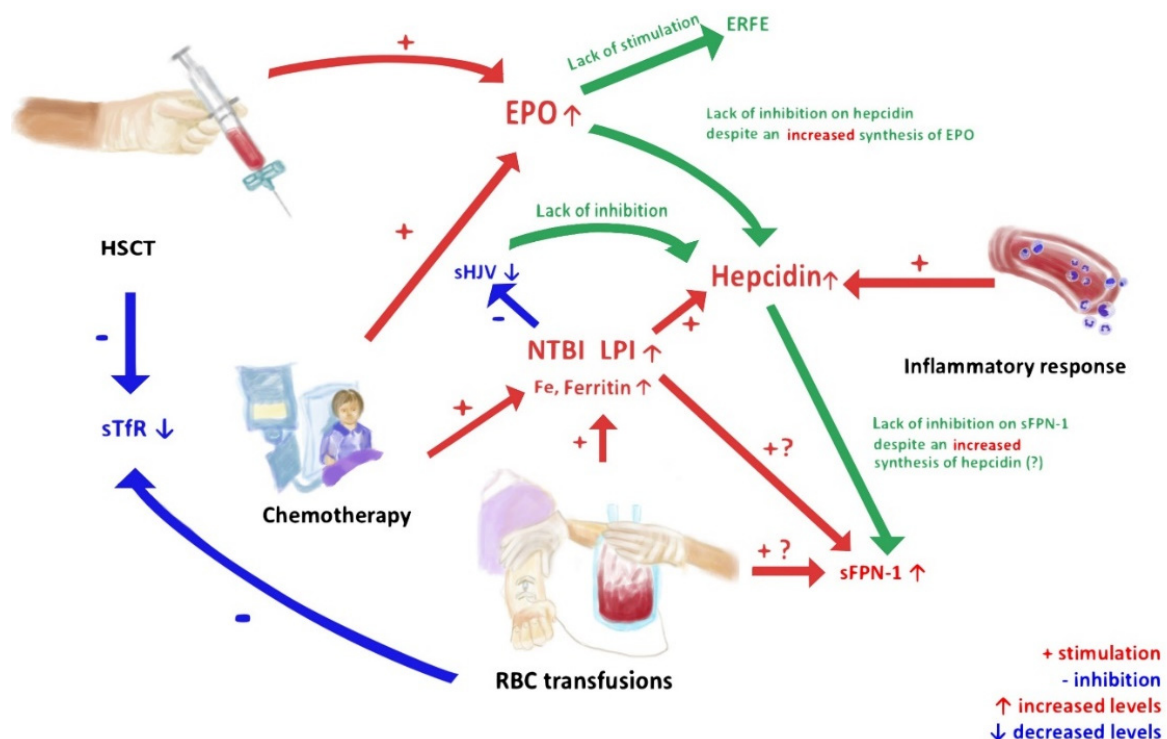 ERFE
Lack of stimulation
+
EPO ↑
Lack of inhibition on hepcidin
despite an increased synthesis of EPO
+
Lack of inhibition
HSCT
sHJV ↓
-
Hepcidin ↑
+
Inflammatory response
-
+
NTBI LPI ↑
Fe, Ferritin ↑
sTfR ↓
+
+
+ ?
Lack of inhibition on sFPN-1
despite an increased
synthesis of hepcidin (?)
Chemotherapy
+ ?
sFPN-1 ↑
-
RBC transfusions
+ stimulation
- inhibition
↑ increased levels
↓ decreased levels